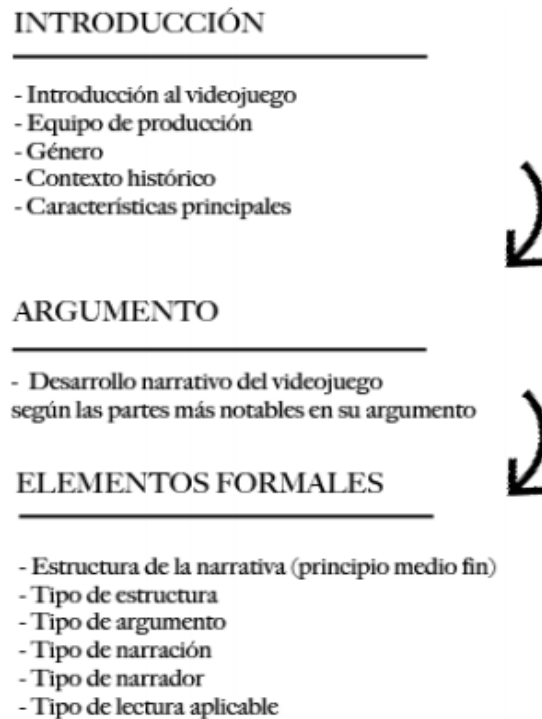 INTRODUCCIÓN
- Introducción al videojuego
- Equipo de producción
- Género
- Contexto histórico
- Características principales
ARGUMENTO
- Desarrollo narrativo del videojuego
según las partes más notables en su argumento
ELEMENTOS FORMALES
- Estructura de la narrativa (principio medio fin)
- Tipo de estructura
- Tipo de argumento
- Tipo de narración
- Tipo de narrador
- Tipo de lectura aplicable